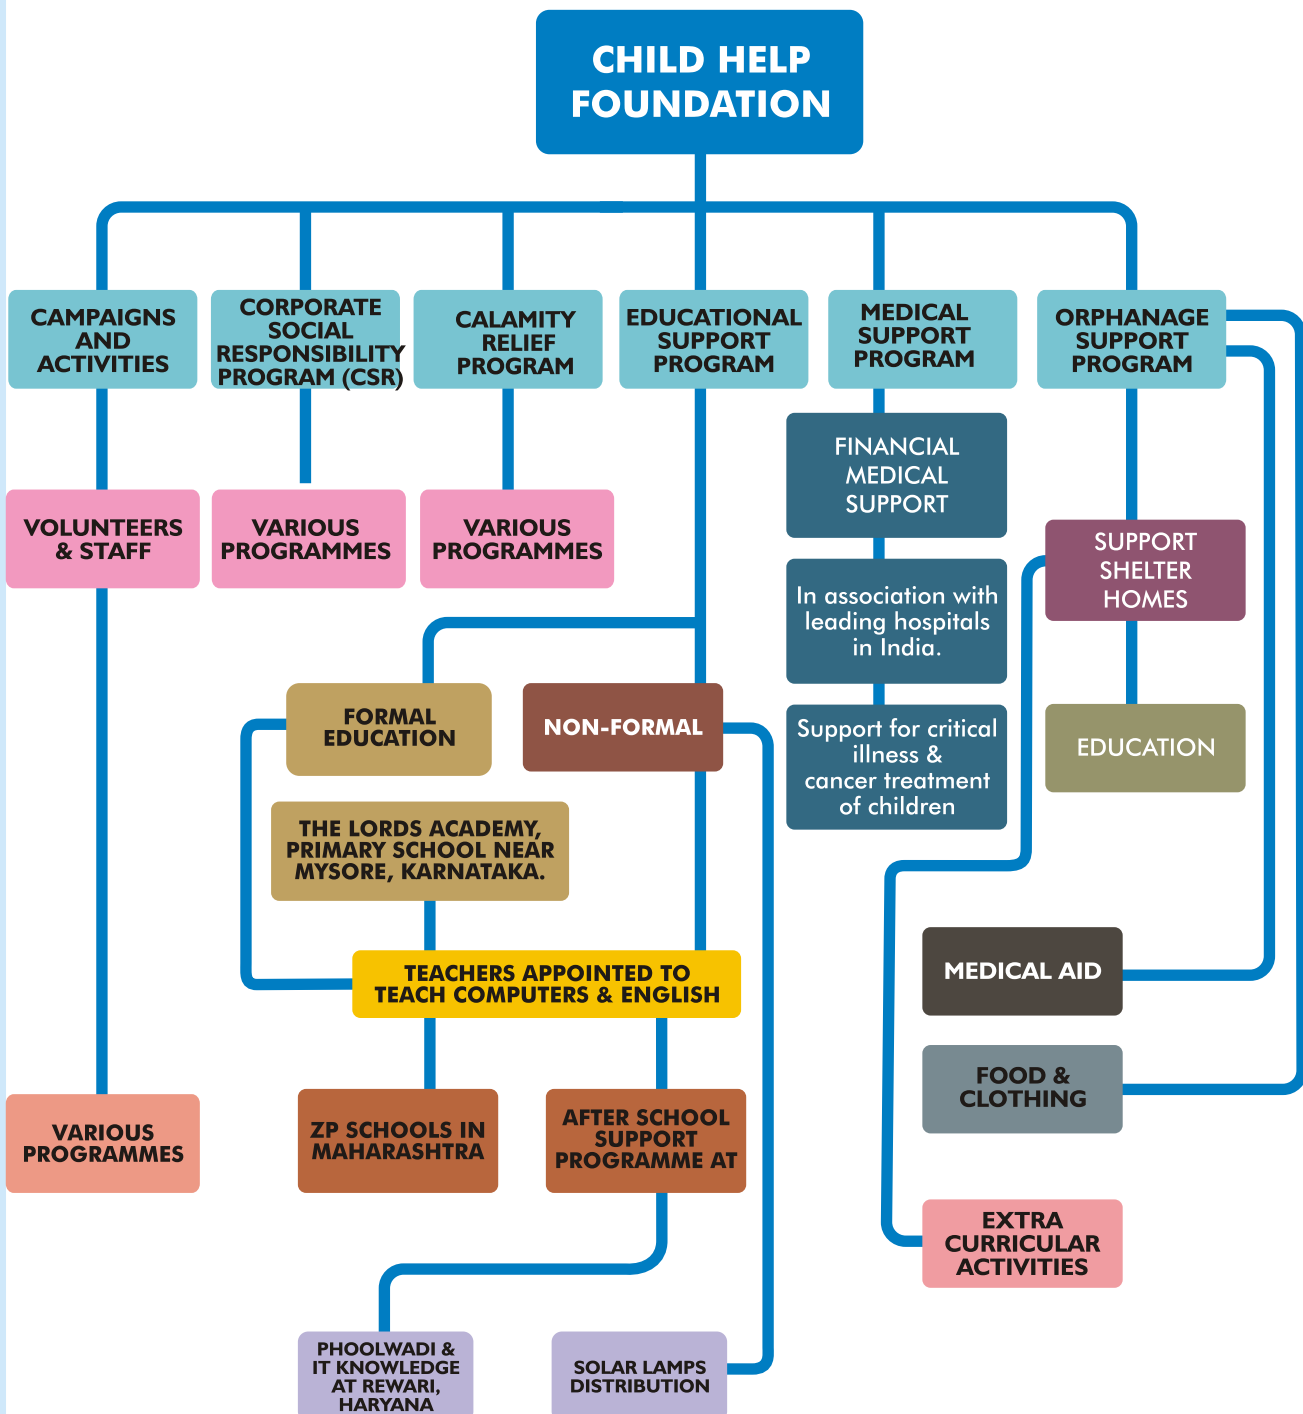 CHILD HELP
FOUNDATION
CAMPAIGNS
AND
ACTIVITIES
CORPORATE
SOCIAL
RESPONSIBILITY
PROGRAM (CSR)
CALAMITY
RELIEF
PROGRAM
EDUCATIONAL
SUPPORT
PROGRAM
MEDICAL
SUPPORT
PROGRAM
ORPHANAGE
SUPPORT
PROGRAM
VOLUNTEERS
& STAFF
VARIOUS
PROGRAMMES
VARIOUS
PROGRAMMES
FINANCIAL
MEDICAL
SUPPORT
In association with
leading hospitals
in India.
Support for critical
illness &
cancer treatment
of children
SUPPORT
SHELTER
HOMES
EDUCATION
FORMAL
EDUCATION
NON-FORMAL
THE LORDS ACADEMY,
PRIMARY SCHOOL NEAR
MYSORE, KARNATAKA.
TEACHERS APPOINTED TO
TEACH COMPUTERS & ENGLISH
MEDICAL AID
FOOD &
CLOTHING
VARIOUS
PROGRAMMES
ZP SCHOOLS IN
MAHARASHTRA
AFTER SCHOOL
SUPPORT
PROGRAMME AT
EXTRA
CURRICULAR
ACTIVITIES
PHOOLWADI &
IT KNOWLEDGE
AT REWARI,
HARYANA
SOLAR LAMPS
DISTRIBUTION